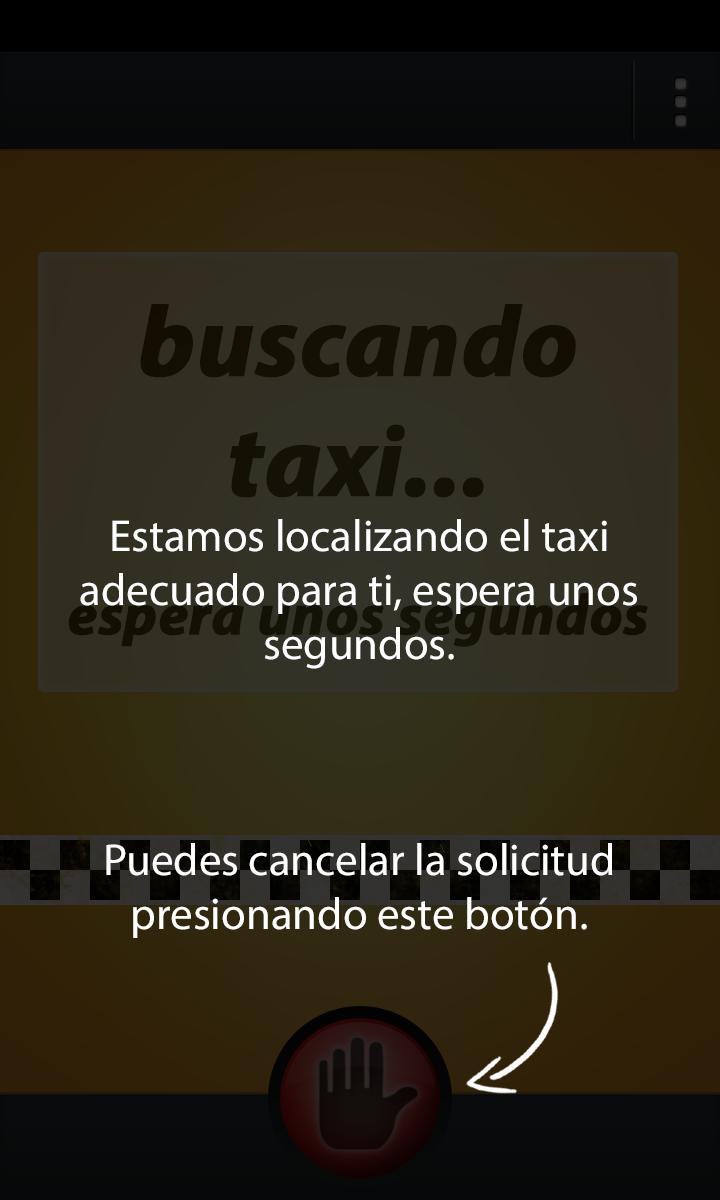 buscando
taxi...
Estamos localizando el taxi
adecuado para ti, espera unos
espera unos segundos
segundos.
Puedes cancelar la solicitud
presionando este botón.